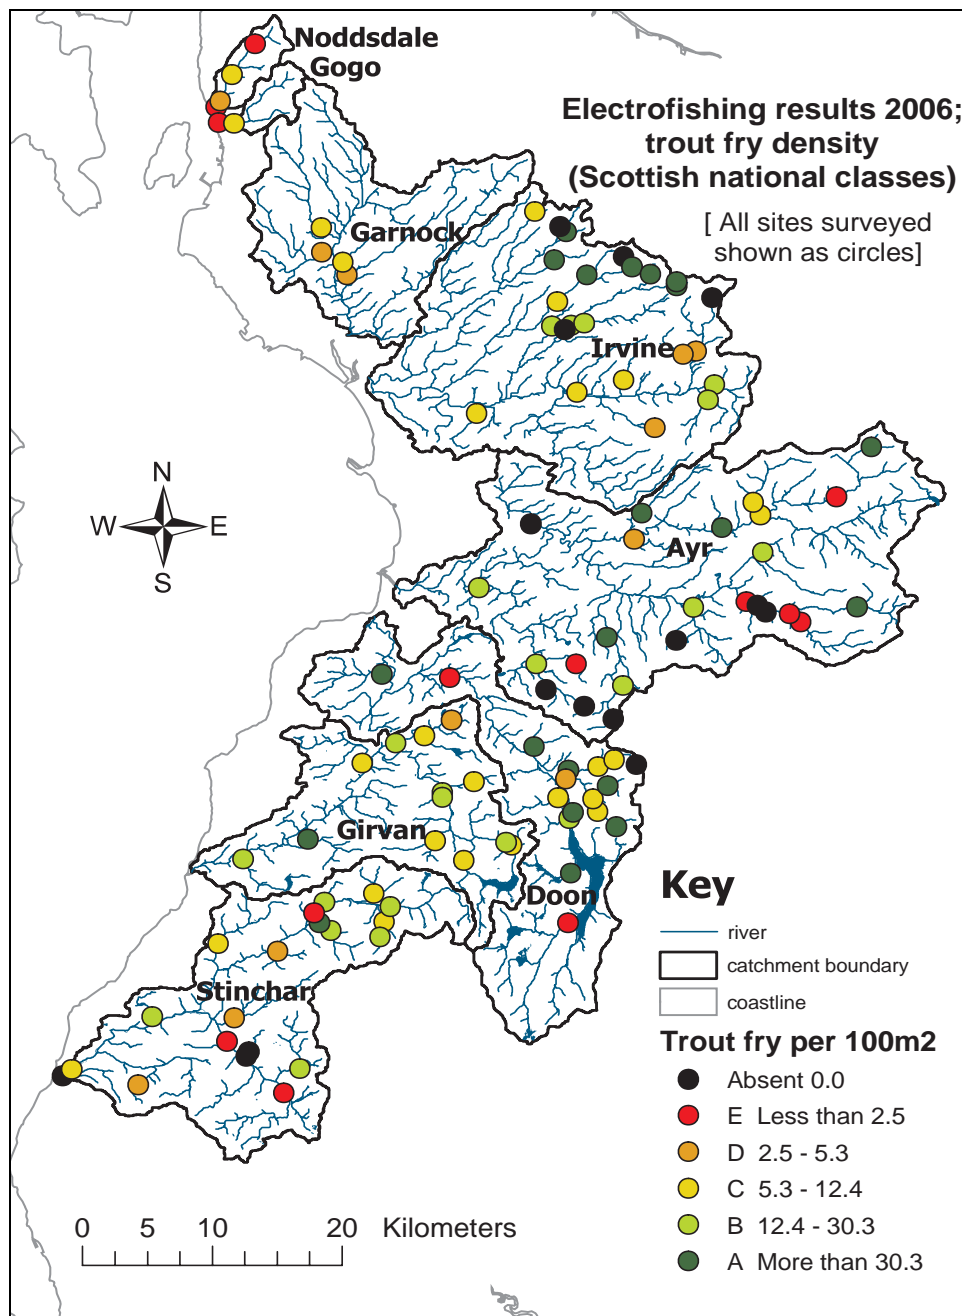 Noddsdale
Gogo
Electrofishing results 2006;
trout fry density
(Scottish national classes)
[ All sites surveyed
shown as circles]
Garnock
Irvine
N
W E
S
Ayr
Girvan
Doon
Stinchar
Key
river
catchment boundary
coastline
Trout fry per 100m2
Absent 0.0
E Less than 2.5
D 2.5 - 5.3
C 5.3 - 12.4
B 12.4 - 30.3
A More than 30.3
0 5 10 20 Kilometers